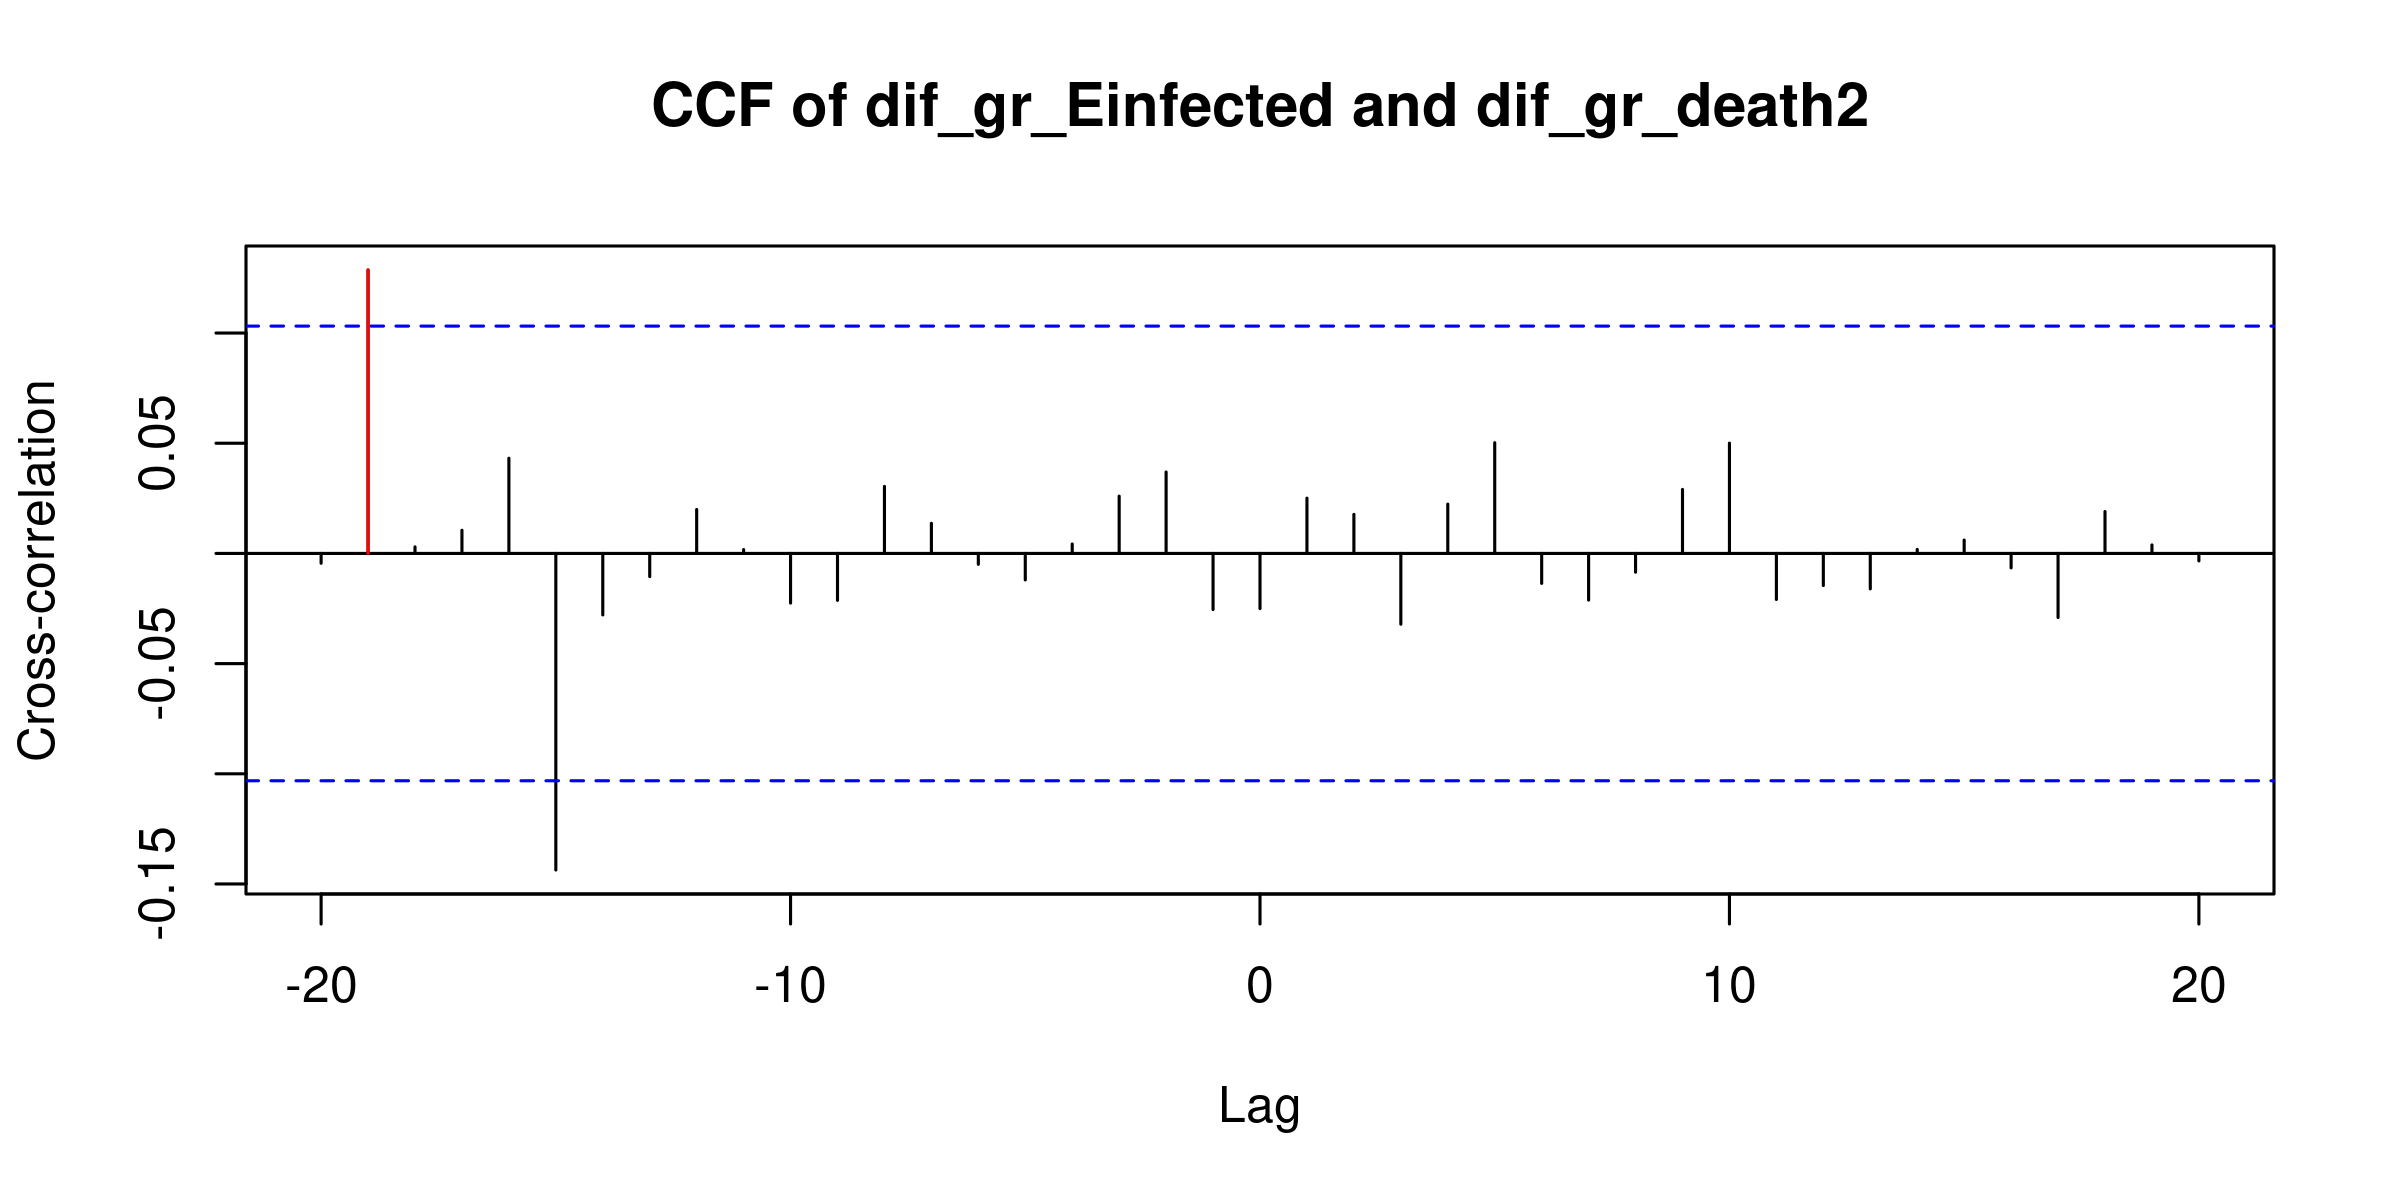 CCF of dif_gr_Einfected and dif_gr_death2
Cross-correlation
0.05
-0.05
-0.15
-20
-10
0
10
20
Lag